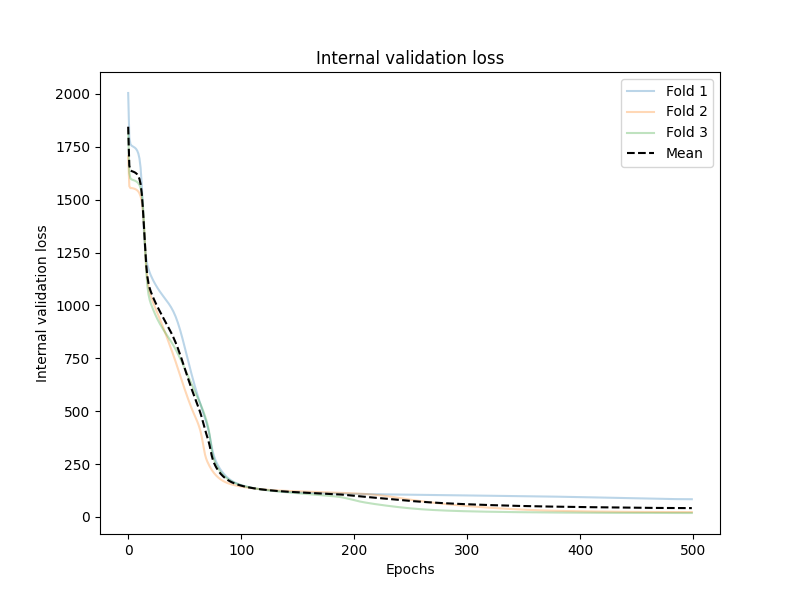 Internal validation loss
Internal validation loss
2000
1750
1500
1250
1000
750
500
250
0
0 100 200 300 400 500
Epochs
Fold 1
Fold 2
Fold 3
Mean